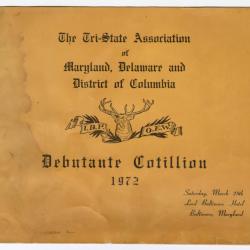 The Tri-State Association
of
Maryland, Delaware and
District of Columbia
I.B.P. O.E.W.
Debutante Cotillion
1972
Saturday, March 25th
Lord Baltimore Hotel
Baltimore, Maryland